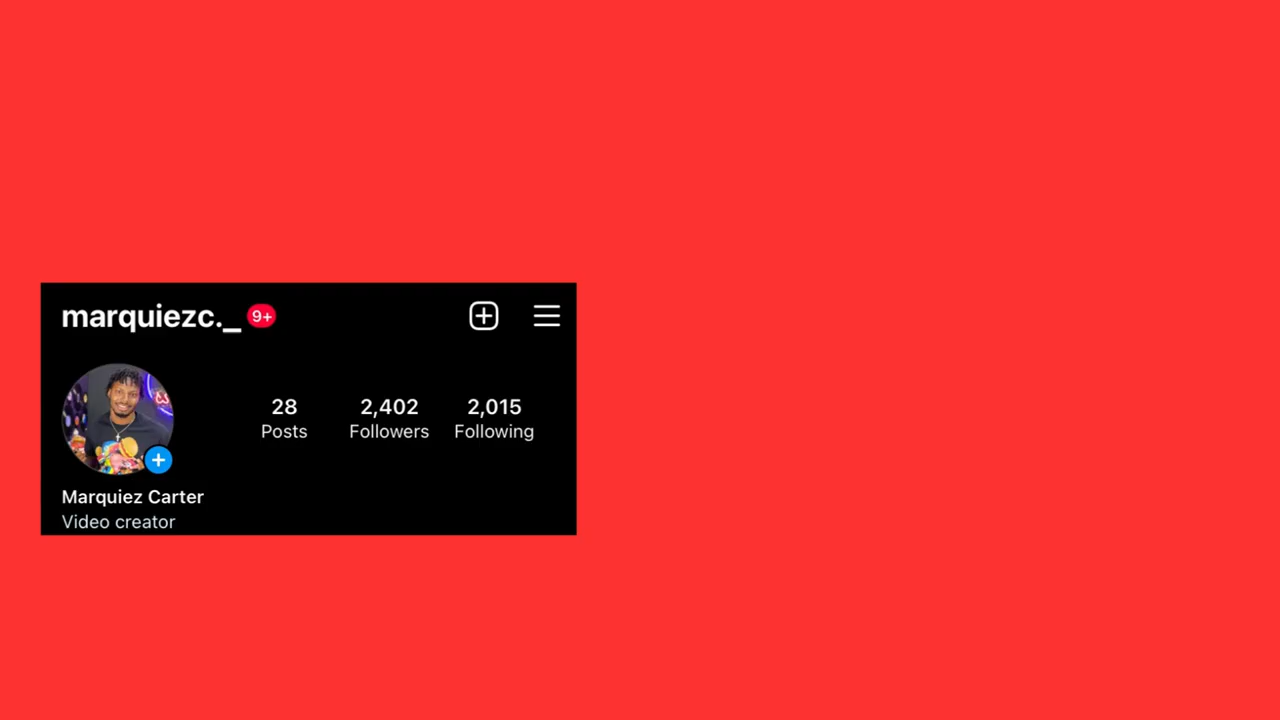 marquiezc._ 9+
28 2,402 2,015
Posts Followers Following
Marquiez Carter
Video creator